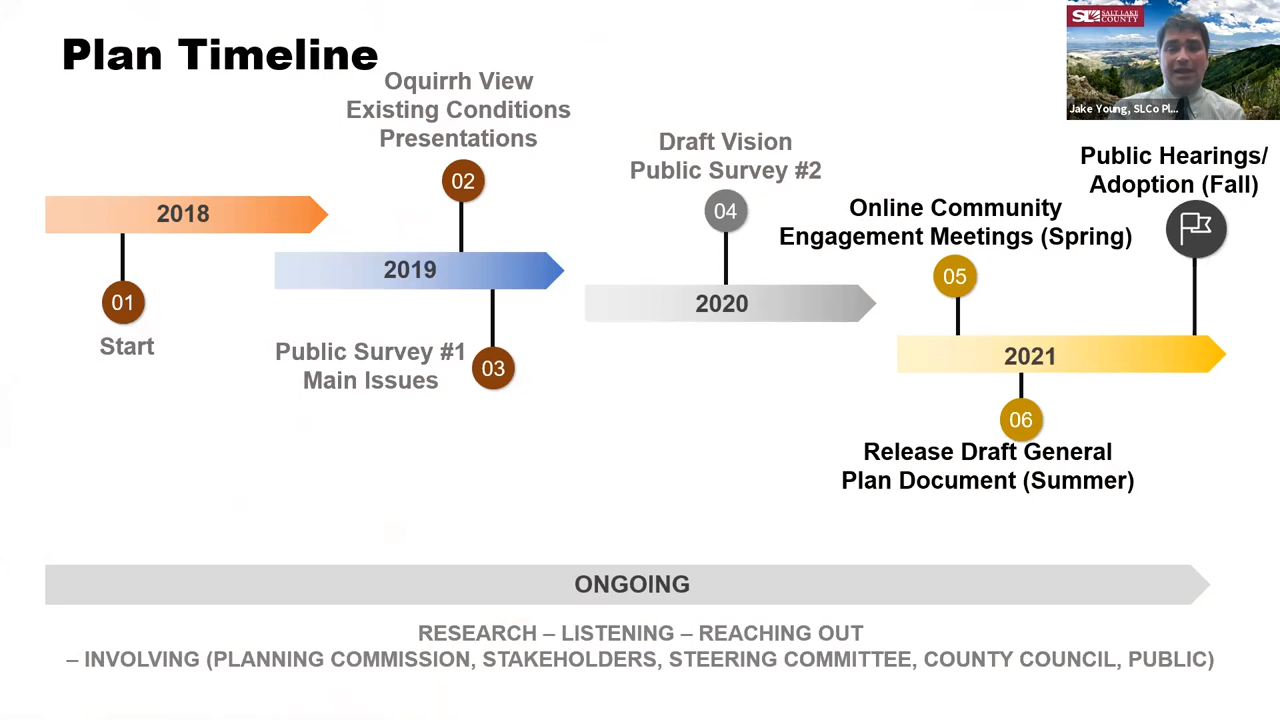 Plan Timeline
SL SALT LAKE
COUNTY
Jake Young, SLCo Pl...
Oquirrh View
Existing Conditions
Presentations
02
2018
01
Start
2019
Public Survey #1
Main Issues
03
Draft Vision
Public Survey #2
04
2020
Online Community
Engagement Meetings (Spring)
05
Public Hearings/
Adoption (Fall)
2021
06
Release Draft General
Plan Document (Summer)
ONGOING
RESEARCH – LISTENING – REACHING OUT
– INVOLVING (PLANNING COMMISSION, STAKEHOLDERS, STEERING COMMITTEE, COUNTY COUNCIL, PUBLIC)